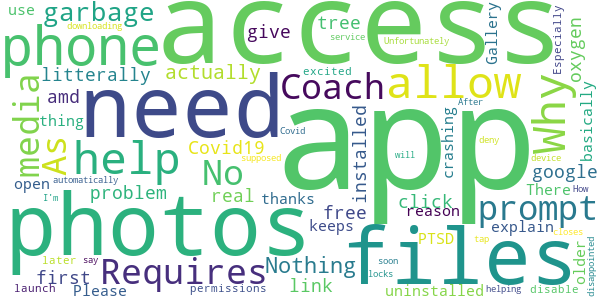 access
garbage
use
downloading
phone
give
tree
service
Unfortunately
Gallery
Especially
oxygen
litterally
actually
excited
Coach
allow
Why
media
amd
need
As
thing
help
Covid19
No
installed
Covid
After
crashing
app
deny
basically
supposed
will
device
google
open
automatically
problem
real
thanks
I'm
free
click
prompt
There
How
photos
reason
keeps
explain
PTSD
tap
closes
files
later
say
Nothing
soon
older
disappointed
first
Requires
link
locks
uninstalled
helping
disable
launch
Please
permissions